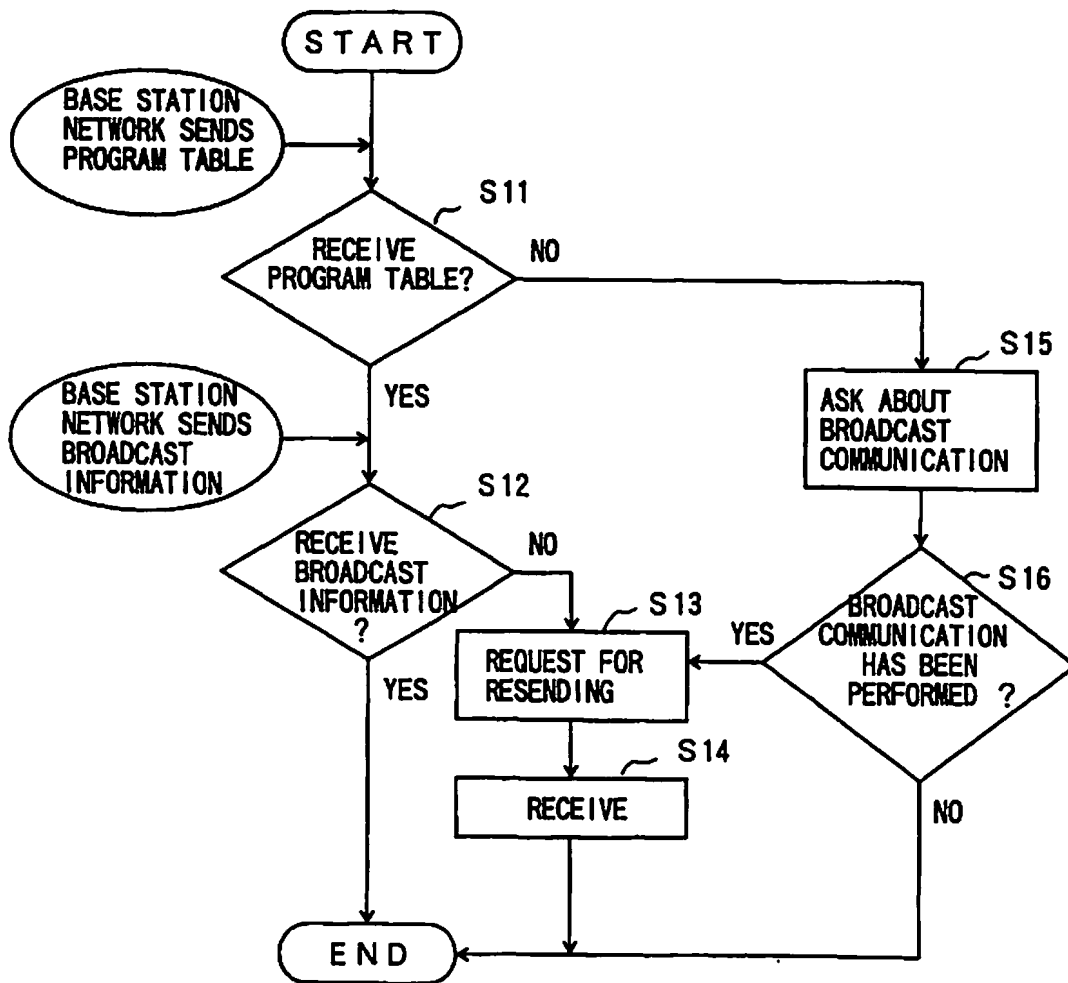 START
BASE STATION
NETWORK SENDS
PROGRAM TABLE
S11
RECEIVE
PROGRAM TABLE?
NO
YES
S15
ASK ABOUT
BROADCAST
COMMUNICATION
BASE STATION
NETWORK SENDS
BROADCAST
INFORMATION
S12
RECEIVE
BROADCAST
INFORMATION
?
NO
YES
S16
BROADCAST
COMMUNICATION
HAS BEEN
PERFORMED ?
YES
NO
S13
REQUEST FOR
RESENDING
S14
RECEIVE
END